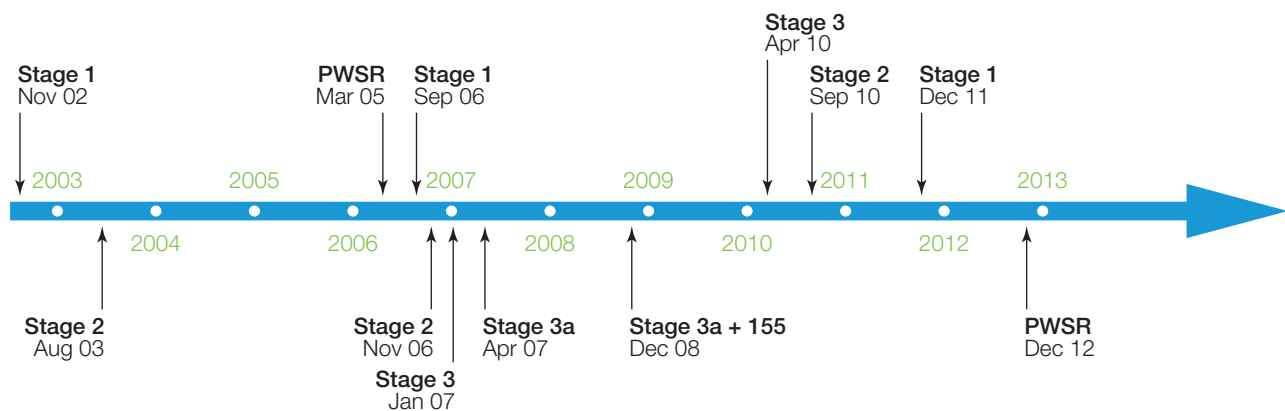 Stage 3
Apr 10
Stage 1
Nov 02
PWSR
Mar 05
Stage 1
Sep 06
Stage 2
Sep 10
Stage 1
Dec 11
2003
2005
2007
2009
2011
2013
2004
2006
2008
2010
2012
Stage 2
Aug 03
Stage 2
Nov 06
Stage 3
Jan 07
Stage 3a
Apr 07
Stage 3a + 155
Dec 08
PWSR
Dec 12